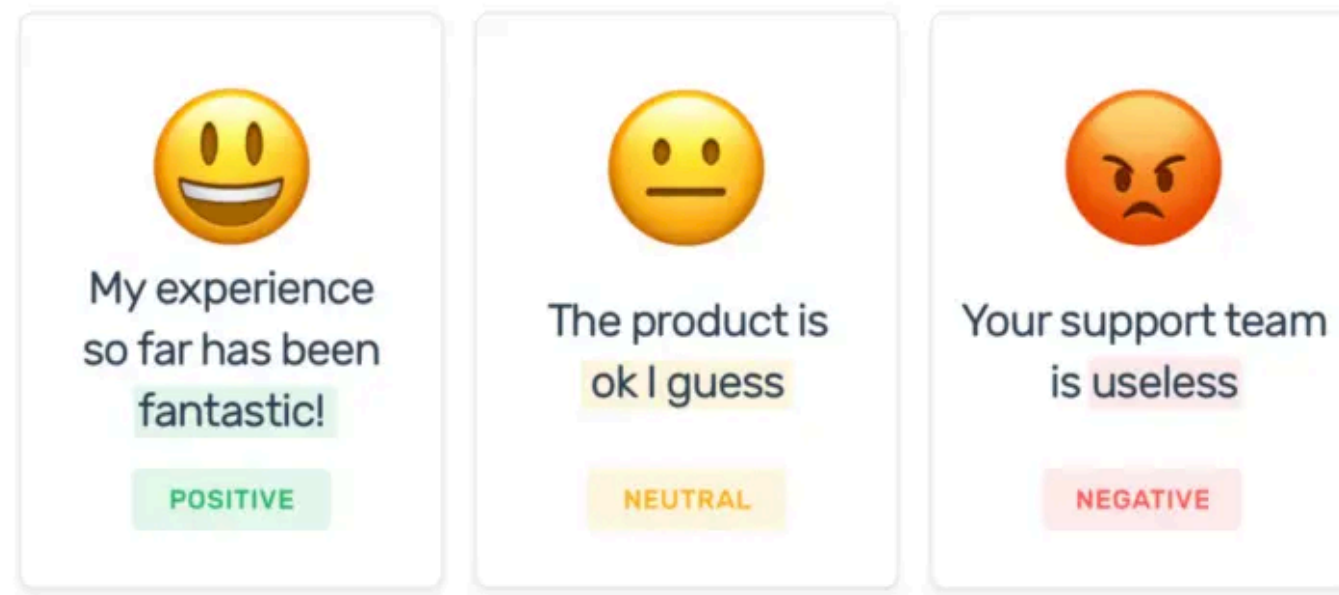 My experience
so far has been
fantastic!
POSITIVE
The product is
ok I guess
NEUTRAL
Your support team
is useless
NEGATIVE